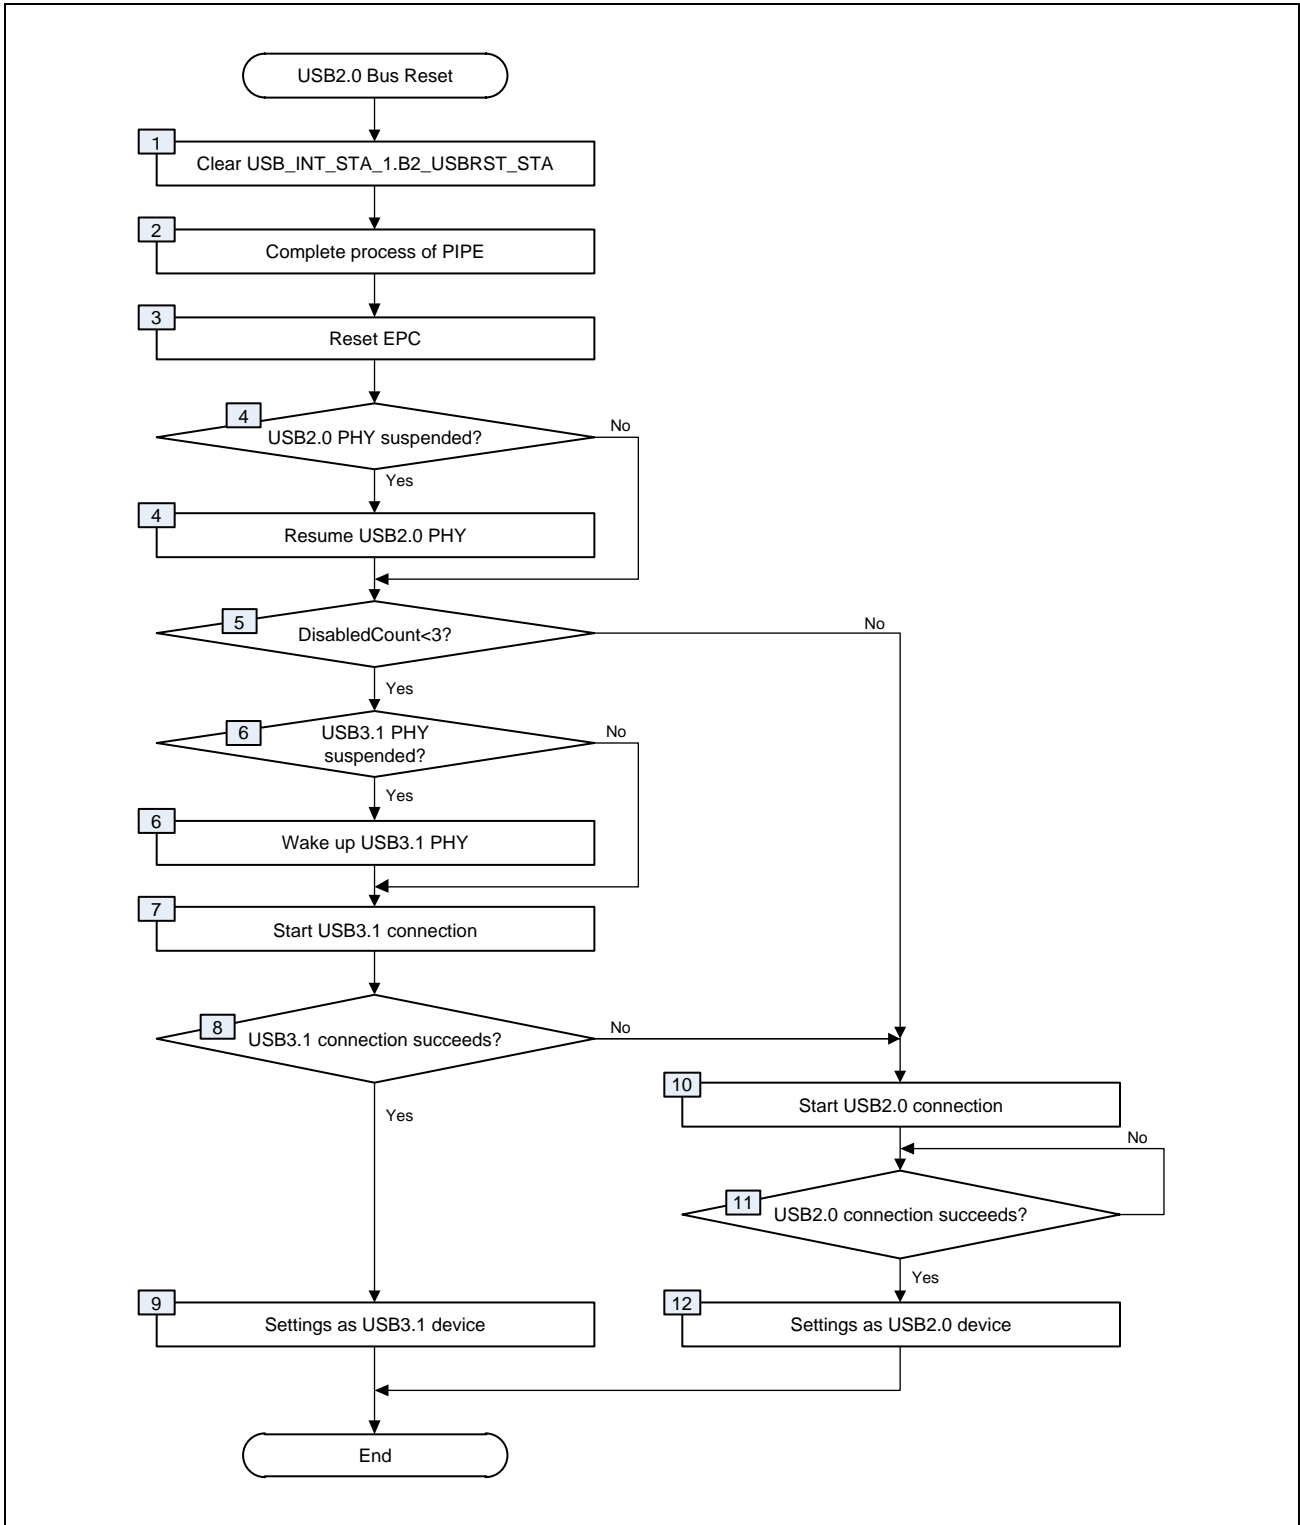 USB2.0 Bus Reset
1
Clear USB_INT_STA_1.B2_USBRST_STA
2
Complete process of PIPE
3
Reset EPC
4
USB2.0 PHY suspended?
No
Yes
4
Resume USB2.0 PHY
5
DisabledCount<3?
No
Yes
6
USB3.1 PHY
suspended?
No
Yes
6
Wake up USB3.1 PHY
7
Start USB3.1 connection
8
USB3.1 connection succeeds?
No
Yes
10
Start USB2.0 connection
No
11
USB2.0 connection succeeds?
Yes
9
Settings as USB3.1 device
12
Settings as USB2.0 device
End